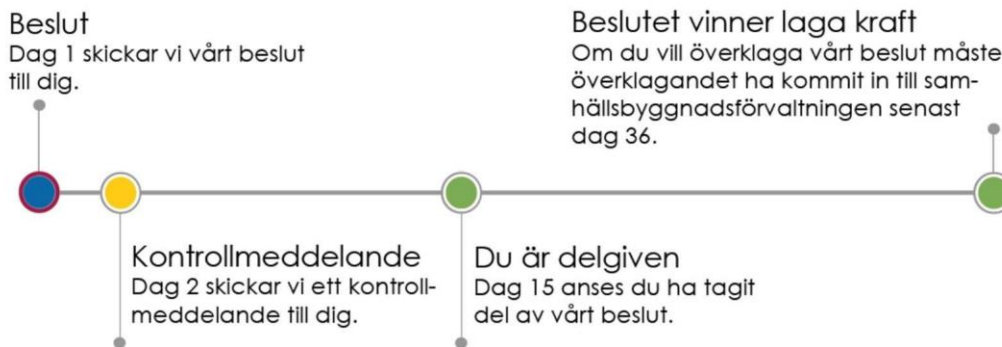 Beslut
Dag 1 skickar vi vårt beslut
till dig.
Beslutet vinner laga kraft
Om du vill överklaga vårt beslut måste
överklagandet ha kommit in till sam-
hällsbyggnadsförvaltningen senast
dag 36.
Kontrollmeddelande
Dag 2 skickar vi ett kontroll-
meddelande till dig.
Du är delgiven
Dag 15 anses du ha tagit
del av vårt beslut.